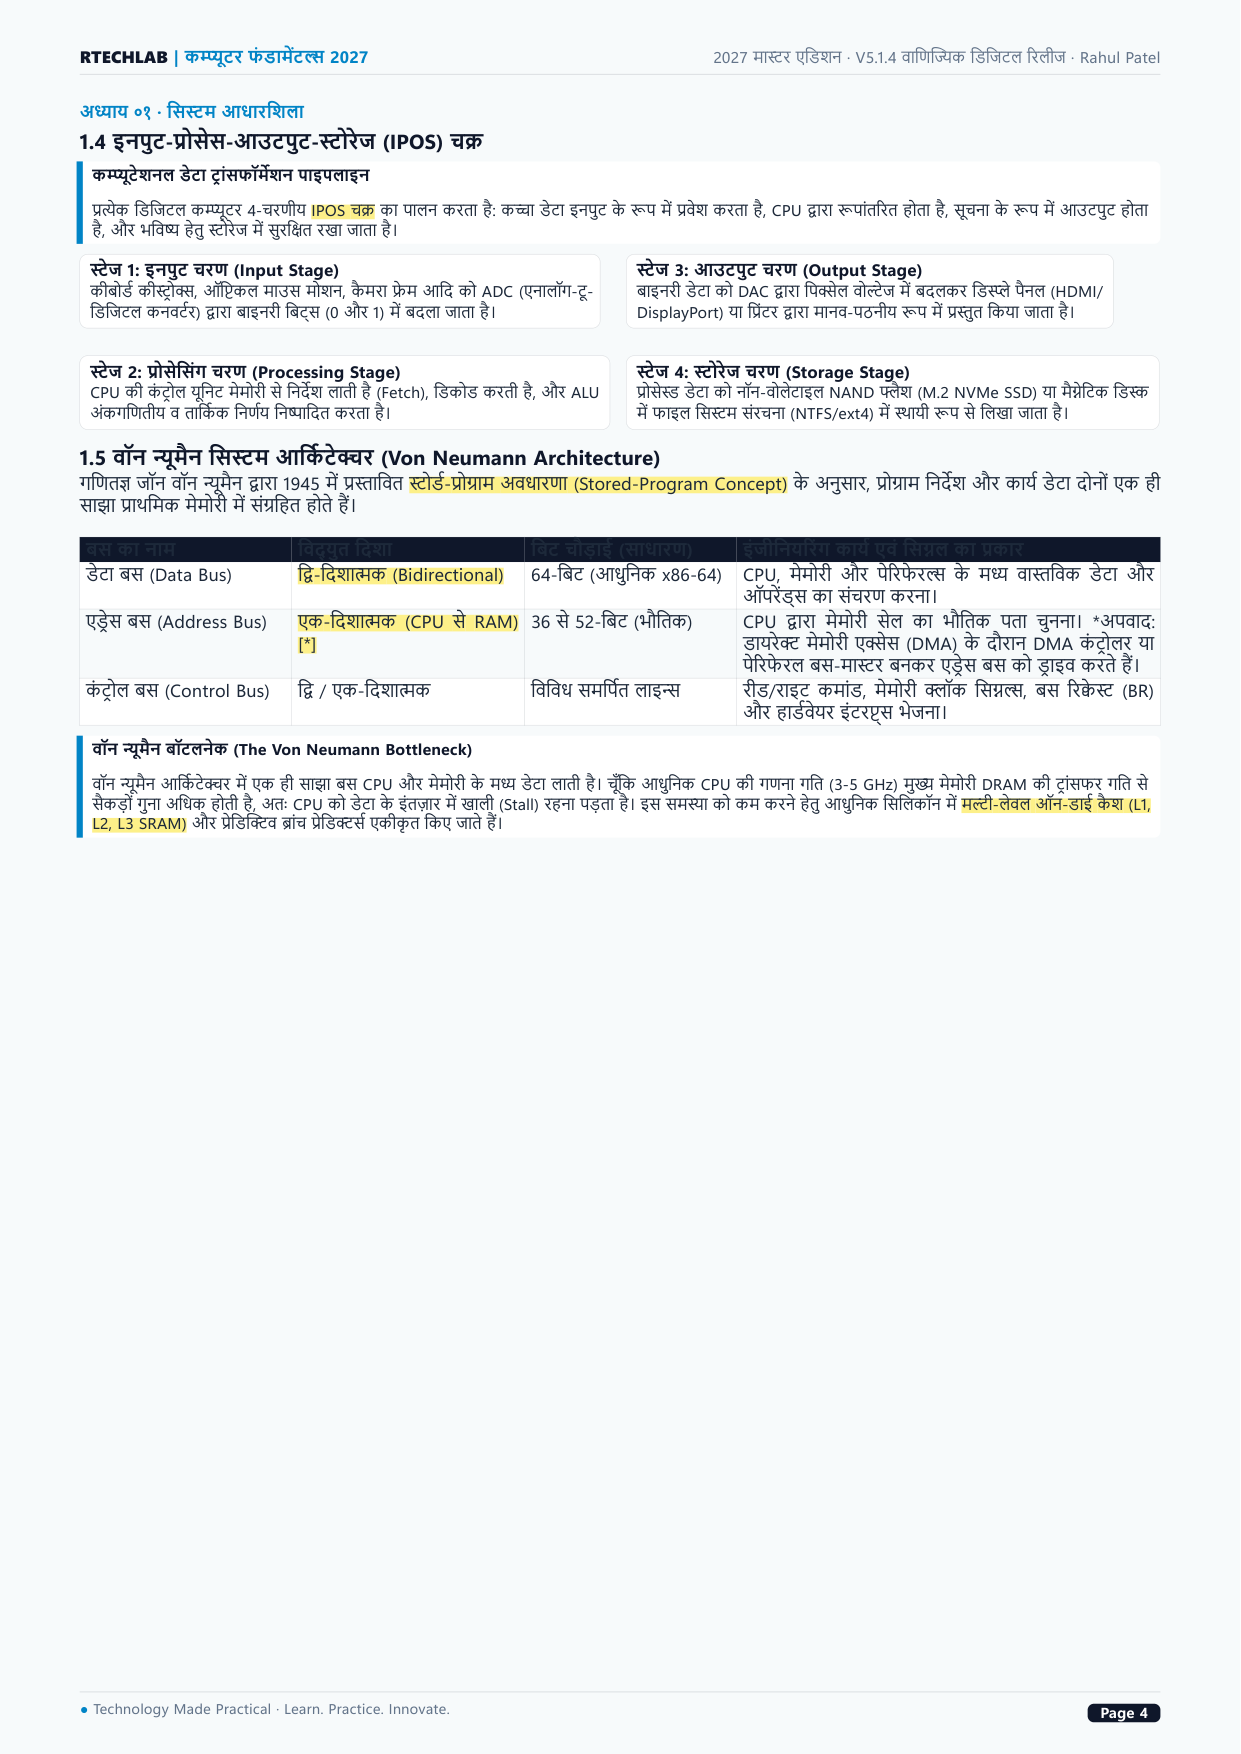 RTECHLAB | कम्प्यूटर फंडामेंटल्स 2027
2027 मास्टर एडिशन · V5.1.4 वाणिज्यिक डिजिटल रिलीज · Rahul Patel
अध्याय ०१ · सिस्टम आधारशिला
1.4 इनपुट-प्रोसेस-आउटपुट-स्टोरेज (IPOS) चक्र
कम्प्यूटेशनल डेटा ट्रांसफॉर्मेशन पाइपलाइन
प्रत्येक डिजिटल कम्प्यूटर 4-चरणीय IPOS चक्र का पालन करता है: कच्चा डेटा इनपुट के रूप में प्रवेश करता है, CPU द्वारा रूपांतरित होता है, सूचना के रूप में आउटपुट होता
है, और भविष्य हेतु स्टोरेज में सुरक्षित रखा जाता है।
स्टेज 1: इनपुट चरण (Input Stage)
कीबोर्ड कीस्ट्रोक्स, ऑप्टिकल माउस मोशन, कैमरा फ्रेम आदि को ADC (एनालॉग-टू-
डिजिटल कनवर्टर) द्वारा बाइनरी बिट्स (0 और 1) में बदला जाता है।
स्टेज 3: आउटपुट चरण (Output Stage)
बाइनरी डेटा को DAC द्वारा पिक्सेल वोल्टेज में बदलकर डिस्प्ले पैनल (HDMI/
DisplayPort) या प्रिंटर द्वारा मानव-पठनीय रूप में प्रस्तुत किया जाता है।
स्टेज 2: प्रोसेसिंग चरण (Processing Stage)
CPU की कंट्रोल यूनिट मेमोरी से निर्देश लाती है (Fetch), डिकोड करती है, और ALU
अंकगणितीय व तार्किक निर्णय निष्पादित करता है।
स्टेज 4: स्टोरेज चरण (Storage Stage)
प्रोसेस्ड डेटा को नॉन-वोलेटाइल NAND फ्लैश (M.2 NVMe SSD) या मैग्नेटिक डिस्क
में फाइल सिस्टम संरचना (NTFS/ext4) में स्थायी रूप से लिखा जाता है।
1.5 वॉन न्यूमैन सिस्टम आर्किटेक्चर (Von Neumann Architecture)
गणितज्ञ जॉन वॉन न्यूमैन द्वारा 1945 में प्रस्तावित स्टोर्ड-प्रोग्राम अवधारणा (Stored-Program Concept) के अनुसार, प्रोग्राम निर्देश और कार्य डेटा दोनों एक ही
साझा प्राथमिक मेमोरी में संग्रहित होते हैं।
बस का नाम विद्युत दिशा बिट चौड़ाई (साधारण) इंजीनियरिंग कार्य एवं सिग्नल का प्रकार
डेटा बस (Data Bus) द्वि-दिशात्मक (Bidirectional) 64-बिट (आधुनिक x86-64) CPU, मेमोरी और पेरिफेरल्स के मध्य वास्तविक डेटा और
ऑपरेंड्स का संचरण करना।
एड्रेस बस (Address Bus) एक-दिशात्मक (CPU से RAM) 36 से 52-बिट (भौतिक) CPU द्वारा मेमोरी सेल का भौतिक पता चुनना। *अपवाद:
[*] डायरेक्ट मेमोरी एक्सेस (DMA) के दौरान DMA कंट्रोलर या
पेरिफेरल बस-मास्टर बनकर एड्रेस बस को ड्राइव करते हैं।
कंट्रोल बस (Control Bus) द्वि / एक-दिशात्मक विविध समर्पित लाइन्स रीड/राइट कमांड, मेमोरी क्लॉक सिग्नल्स, बस रिक्वेस्ट (BR)
और हार्डवेयर इंटरप्ट्स भेजना।
वॉन न्यूमैन बॉटलनेक (The Von Neumann Bottleneck)
वॉन न्यूमैन आर्किटेक्चर में एक ही साझा बस CPU और मेमोरी के मध्य डेटा लाती है। चूँकि आधुनिक CPU की गणना गति (3-5 GHz) मुख्य मेमोरी DRAM की ट्रांसफर गति से
सैकड़ों गुना अधिक होती है, अतः CPU को डेटा के इंतज़ार में खाली (Stall) रहना पड़ता है। इस समस्या को कम करने हेतु आधुनिक सिलिकॉन में मल्टी-लेवल ऑन-डाई कैश (L1,
L2, L3 SRAM) और प्रेडिक्टिव ब्रांच प्रेडिक्टर्स एकीकृत किए जाते हैं।
● Technology Made Practical · Learn. Practice. Innovate.
Page 4